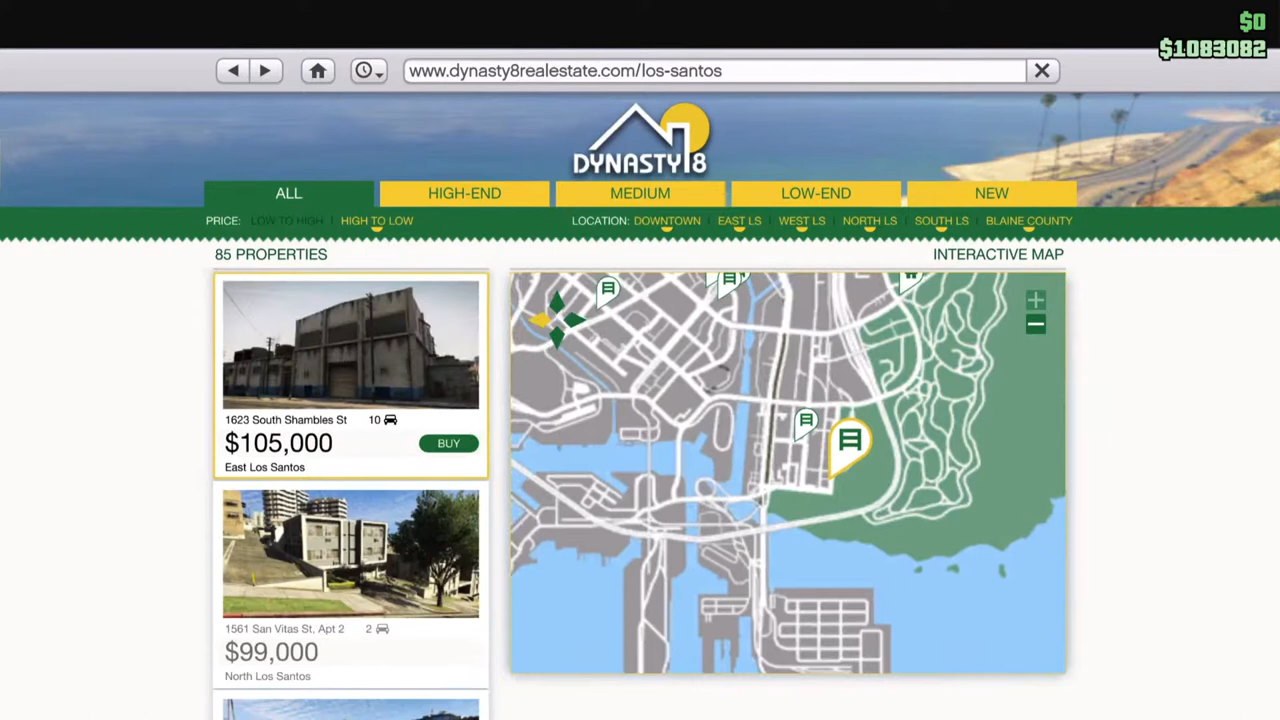 $0
$1083082
www.dynasty8realestate.com/los-santos
DYNASTY 8
ALL
HIGH-END
MEDIUM
LOW-END
NEW
PRICE: LOW TO HIGH | HIGH TO LOW
LOCATION: DOWNTOWN | EAST LS | WEST LS | NORTH LS | SOUTH LS | BLAINE COUNTY
85 PROPERTIES
INTERACTIVE MAP
1623 South Shambles St 10
$105,000
BUY
East Los Santos
1561 San Vitas St, Apt 2 2
$99,000
North Los Santos